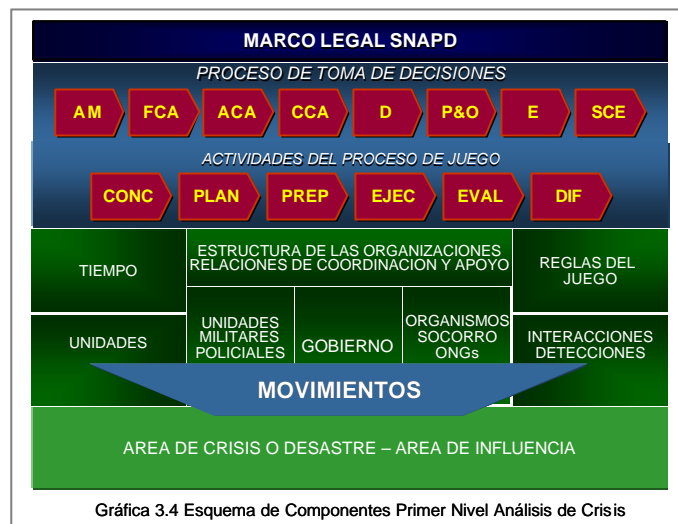 MARCO LEGAL SNAPD
PROCESO DE TOMA DE DECISIONES
AM FCA ACA CCA D P&O E SCE
ACTIVIDADES DEL PROCESO DE JUEGO
CONC PLAN PREP EJEC EVAL DIF
TIEMPO
ESTRUCTURA DE LAS ORGANIZACIONES
RELACIONES DE COORDINACION Y APOYO
REGLAS DEL
JUEGO
UNIDADES
UNIDADES
MILITARES
POLICIALES
GOBIERNO
ORGANISMOS
SOCORRO
ONGs
INTERACCIONES
DETECCIONES
MOVIMIENTOS
AREA DE CRISIS O DESASTRE – AREA DE INFLUENCIA
Gráfica 3.4 Esquema de Componentes Primer Nivel Análisis de Crisis